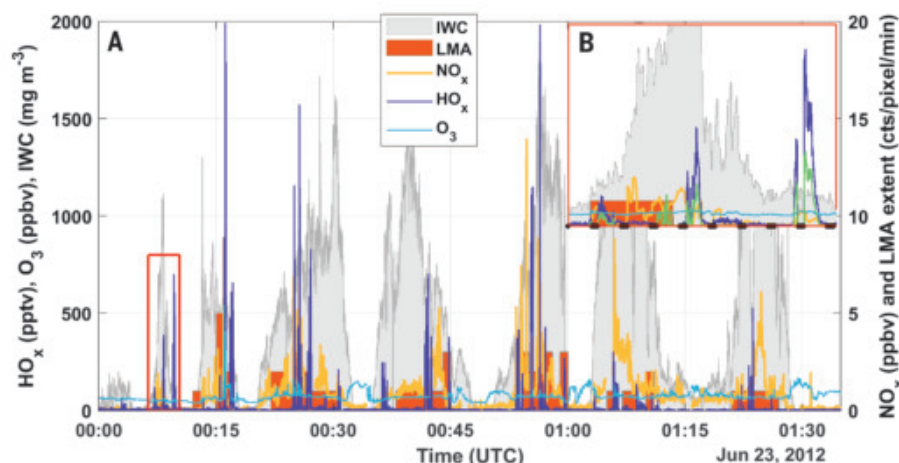 A
B
IWC
LMA
NOx
HOx
O3
HOx (pptv), O3 (ppbv), IWC (mg m-3)
2000
1500
1000
500
0
20
15
10
5
0
NOx (ppbv) and LMA extent (cts/pixel/min)
00:00 00:15 00:30 00:45 01:00 01:15 01:30
Time (UTC)
Jun 23, 2012